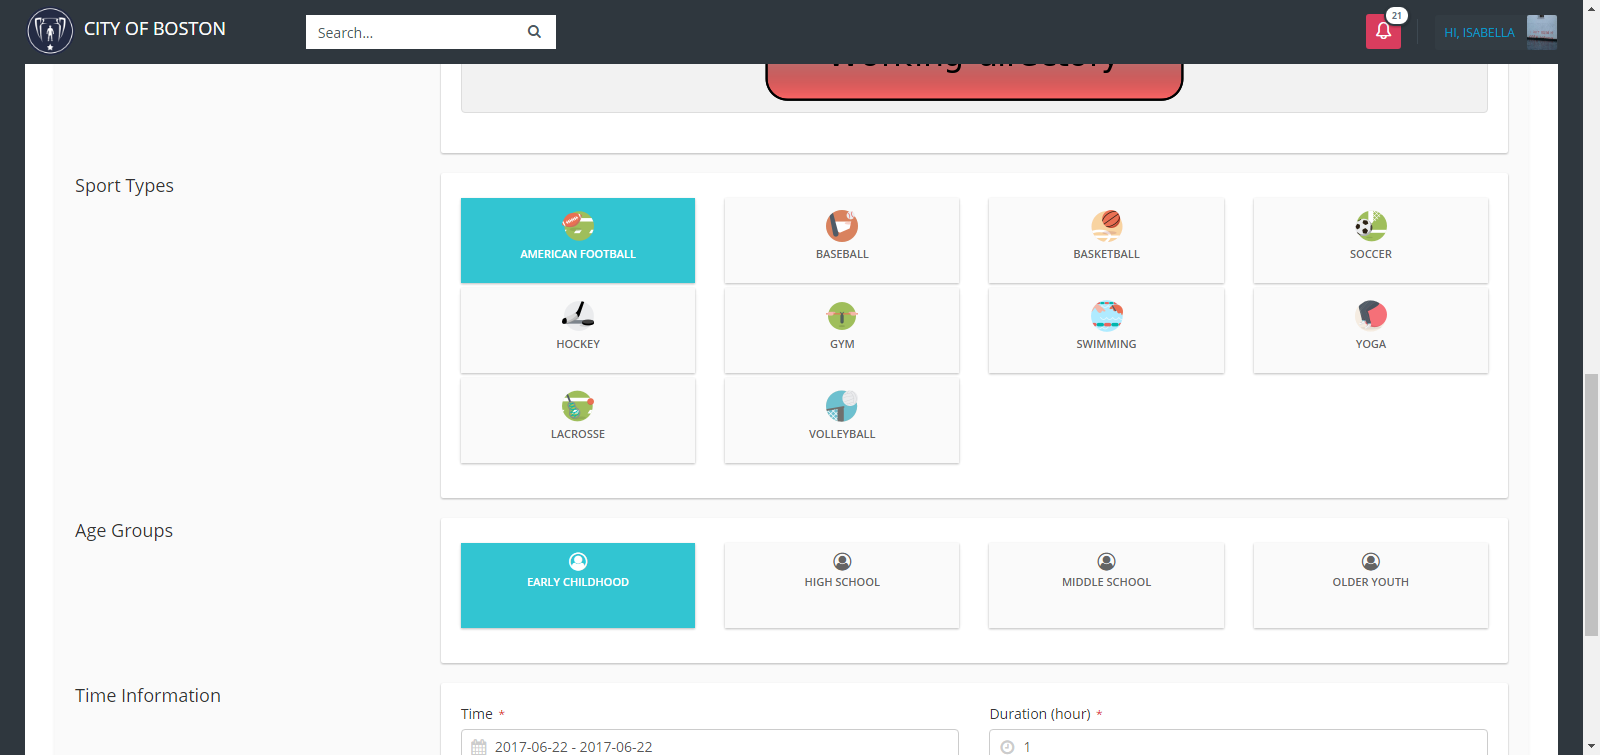 CITY OF BOSTON
Search...
21
HI, ISABELLA
Working directory
Sport Types
AMERICAN FOOTBALL
BASEBALL
BASKETBALL
SOCCER
HOCKEY
GYM
SWIMMING
YOGA
LACROSSE
VOLLEYBALL
Age Groups
EARLY CHILDHOOD
HIGH SCHOOL
MIDDLE SCHOOL
OLDER YOUTH
Time Information
Time *
Duration (hour) *
2017-06-22 - 2017-06-22
1